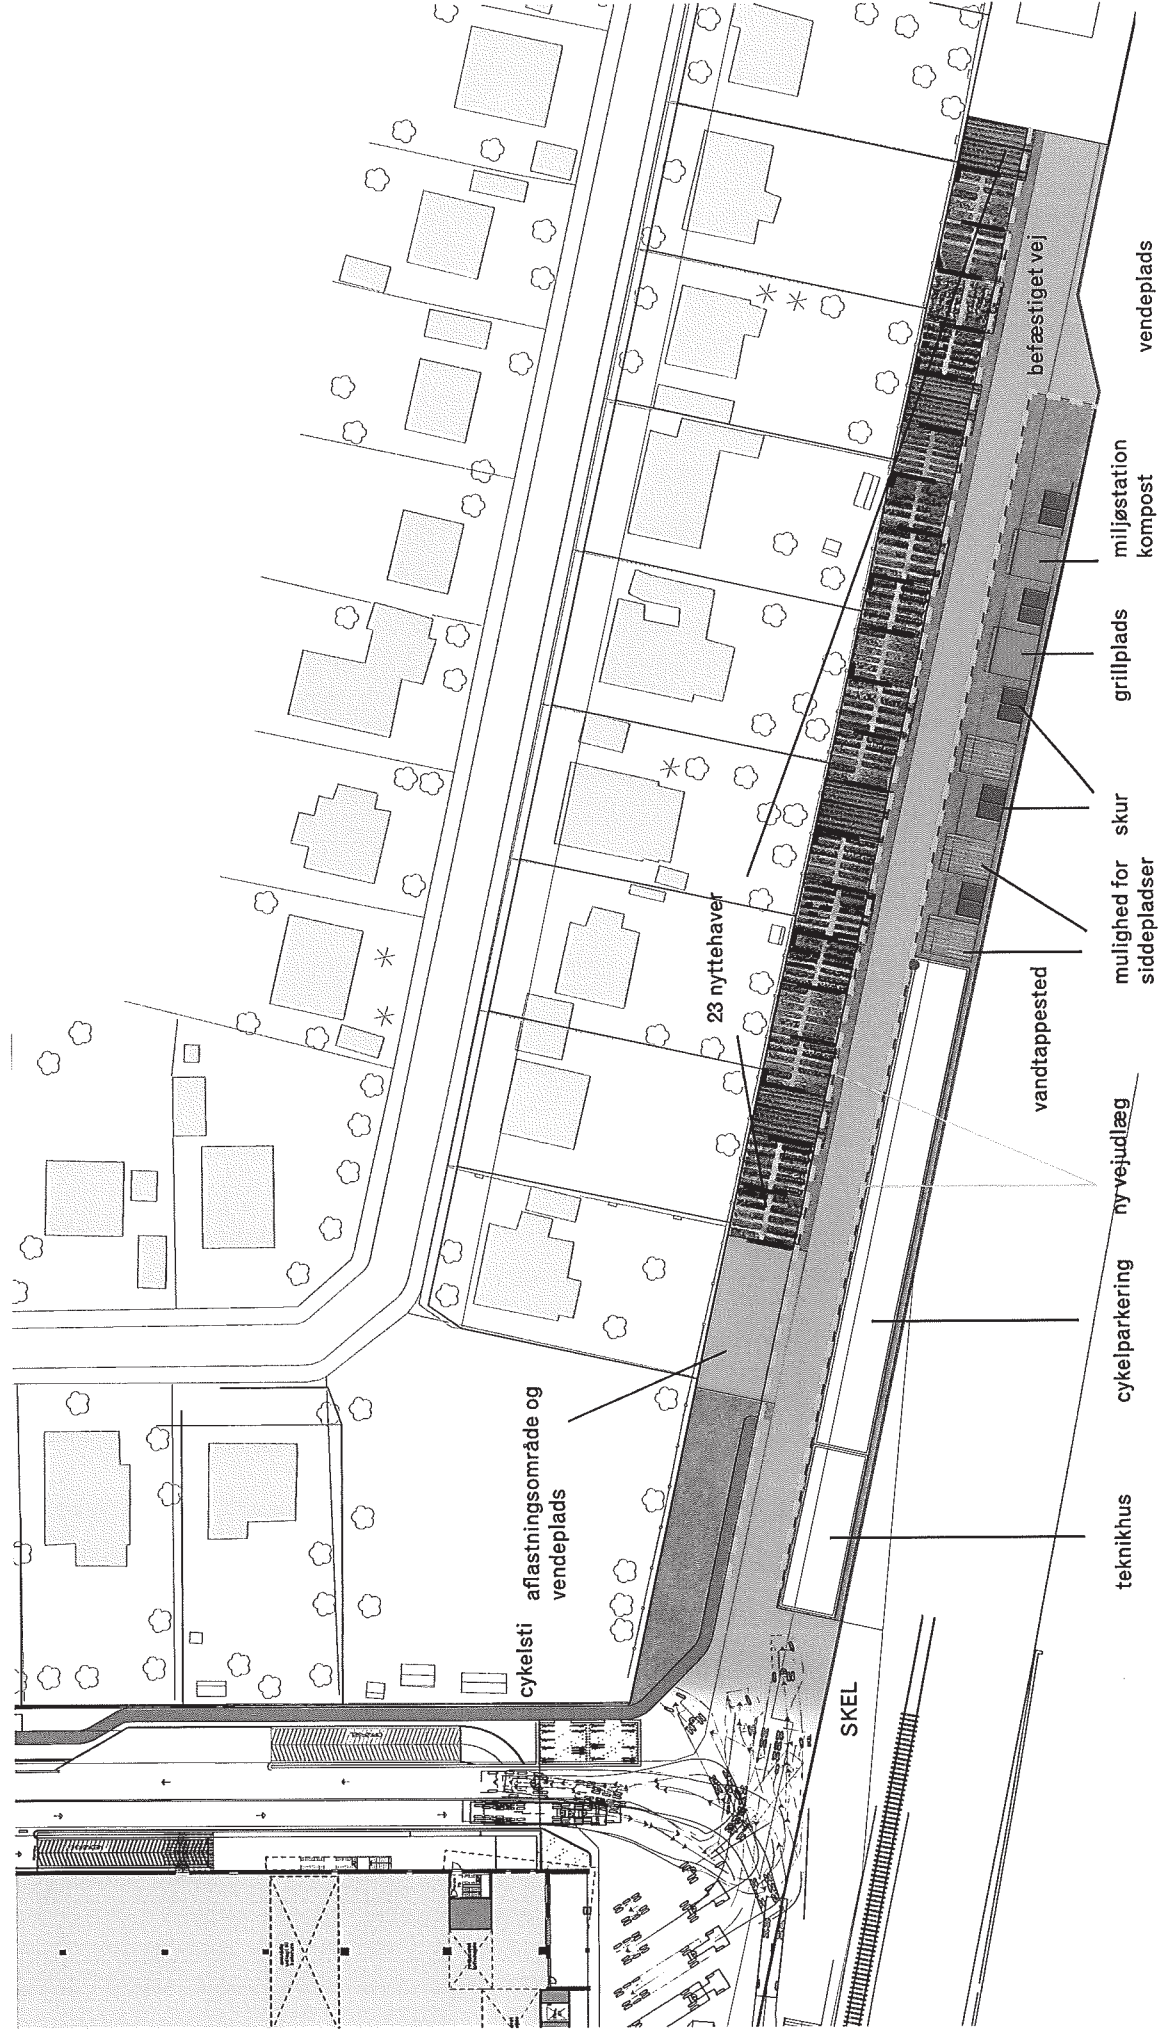 cykelsti
aflastningsområde og
vendeplads
23 nyttehaver
befæstiget vej
SKEL
vandtappested
teknikhus
cykelparkering
ny vejudlæg
mulighed for
siddepladser
skur
grillplads
miljøstation
kompost
vendeplads